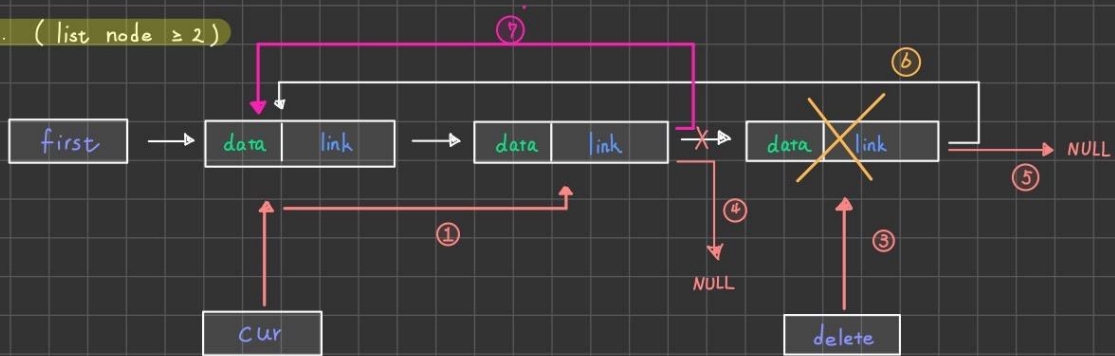 . (list node ≥ 2)
⑦
⑥
first
data link
data link
data link
NULL
⑤
④
①
③
NULL
cur
delete